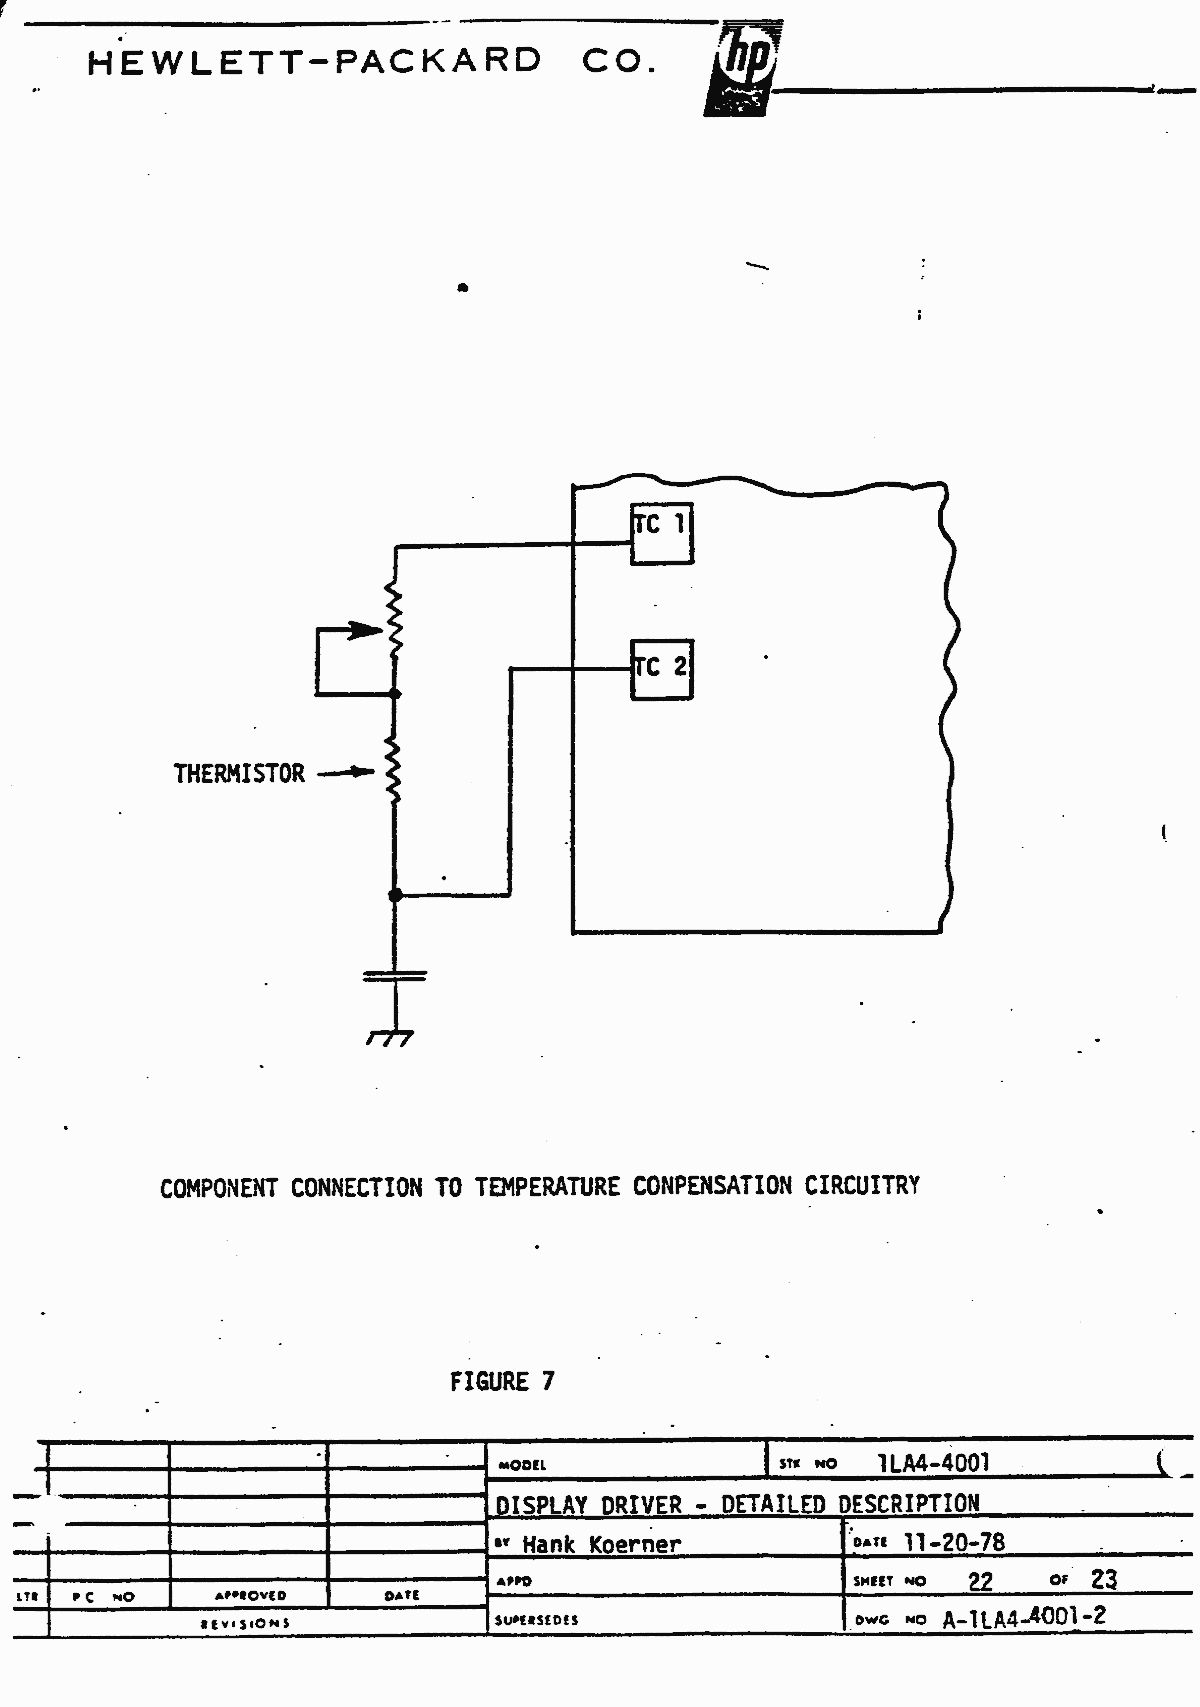 HEWLETT-PACKARD CO.
hp
TC 1
TC 2
THERMISTOR
COMPONENT CONNECTION TO TEMPERATURE CONPENSATION CIRCUITRY
FIGURE 7
MODEL
STK NO 1LA4-4001
DISPLAY DRIVER - DETAILED DESCRIPTION
BY Hank Koerner
DATE 11-20-78
APPD
SHEET NO 22 OF 23
LTR PC NO APPROVED DATE
REVISIONS
SUPERSEDES
DWG NO A-1LA4-4001-2